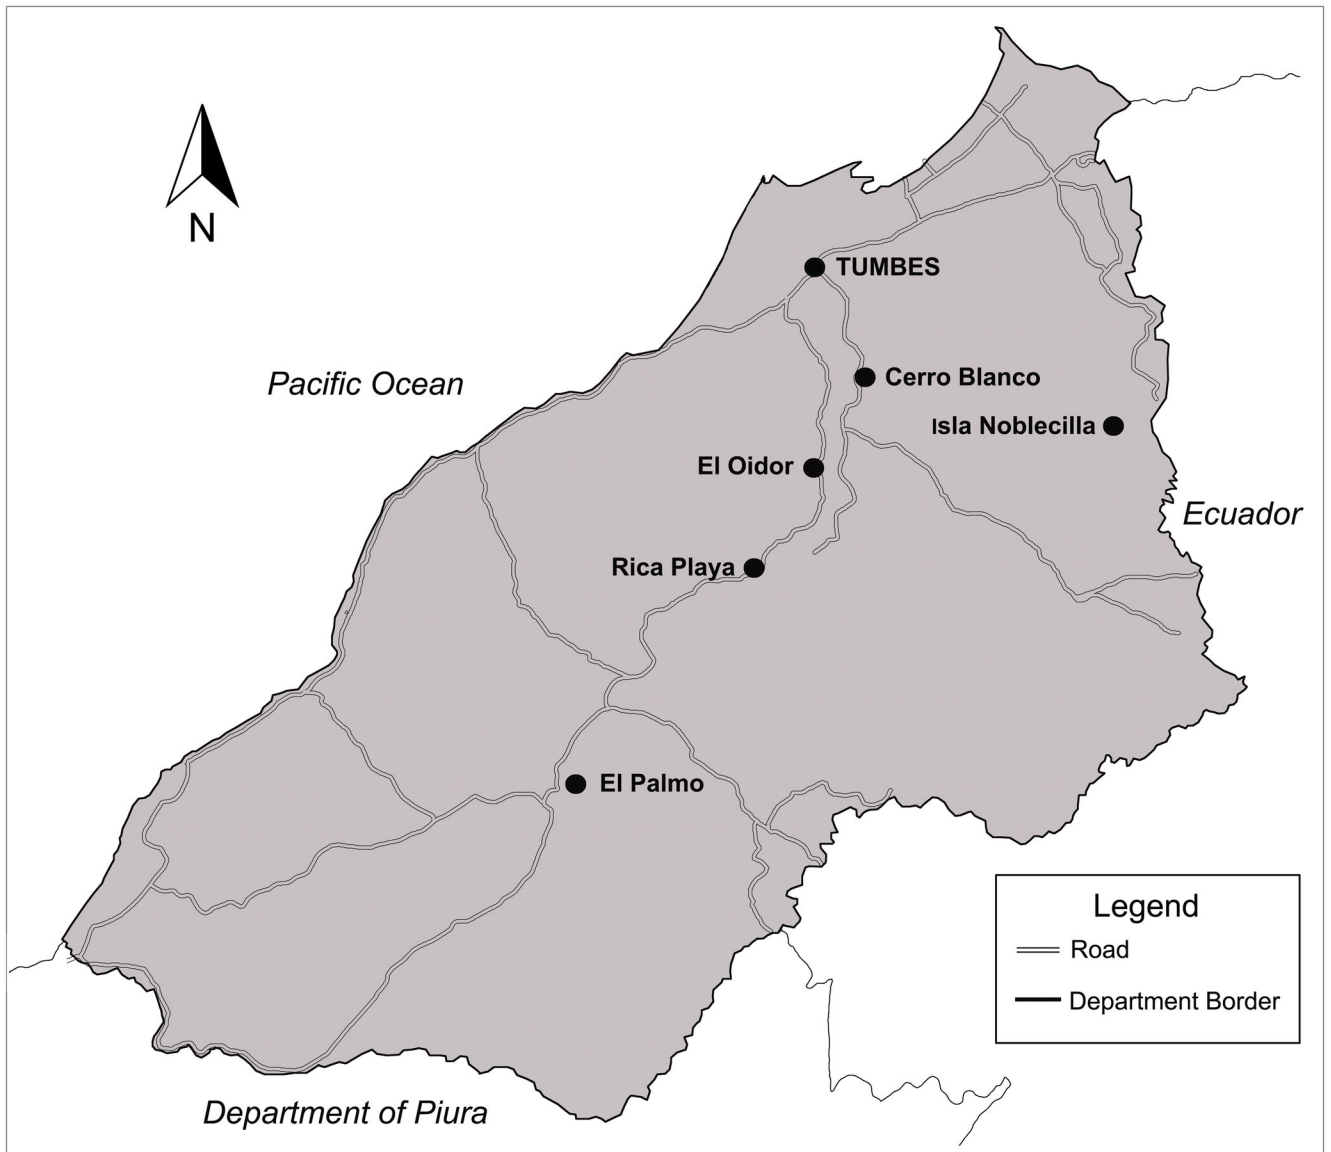 N
TUMBES
Pacific Ocean
Cerro Blanco
Isla Noblecilla
El Oidor
Ecuador
Rica Playa
El Palmo
Legend
Road
Department Border
Department of Piura